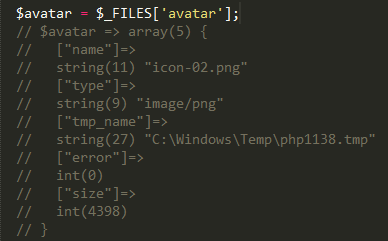 $avatar = $_FILES['avatar'];
// $avatar => array(5) {
//   ["name"]=>
//   string(11) "icon-02.png"
//   ["type"]=>
//   string(9) "image/png"
//   ["tmp_name"]=>
//   string(27) "C:\Windows\Temp\php1138.tmp"
//   ["error"]=>
//   int(0)
//   ["size"]=>
//   int(4398)
// }